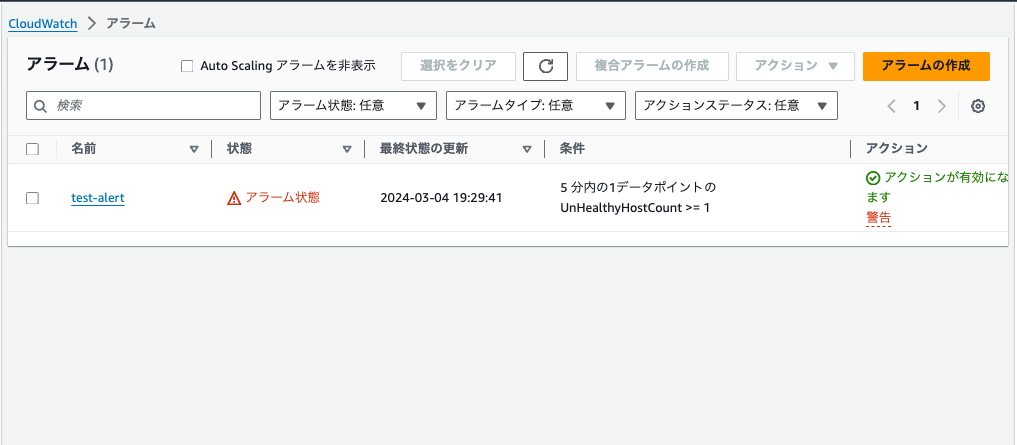 CloudWatch > アラーム
アラーム (1)
Auto Scaling アラームを非表示
選択をクリア
複合アラームの作成
アクション
アラームの作成
検索
アラーム状態: 任意
アラームタイプ: 任意
アクションステータス: 任意
1
名前
状態
最終状態の更新
条件
アクション
test-alert
アラーム状態
2024-03-04 19:29:41
5 分内の1データポイントの
UnHealthyHostCount >= 1
アクションが有効にな
ます
警告